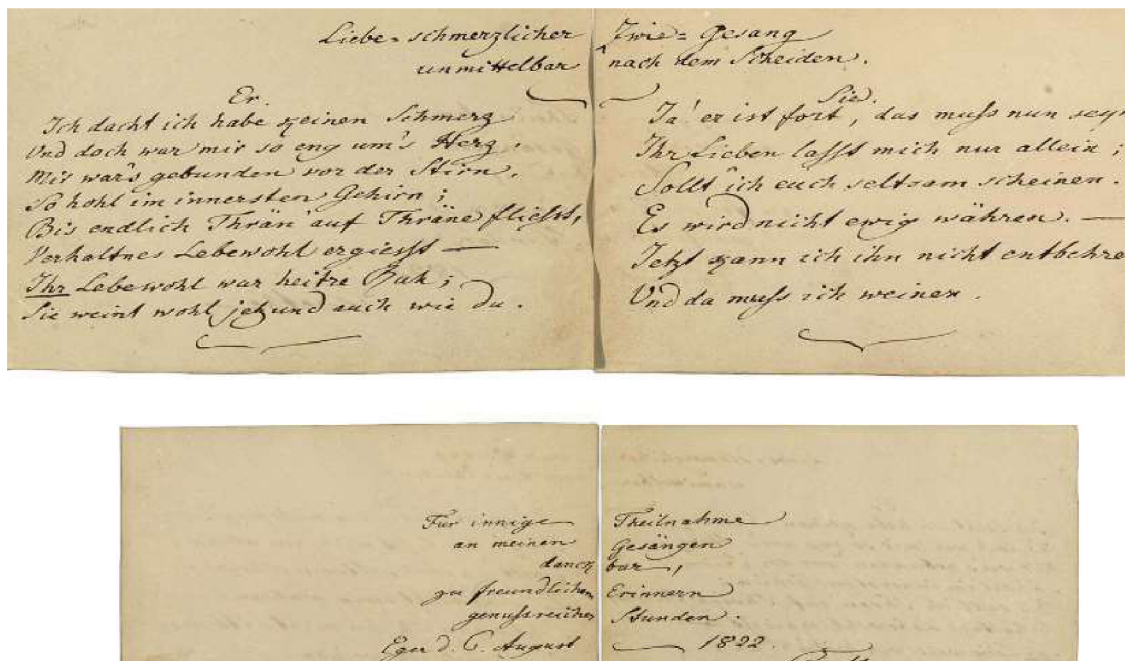 Liebe=schmerzlicher Zwie=Gesang
unmittelbar nach dem Scheiden.
Er.
Ich dacht ich habe keinen Schmerz
Und doch war mir so eng um's Herz,
Mir war's gebunden vor der Stirn,
So hohl im innersten Gehirn;
Bis endlich Thrän' auf Thräne fliesst,
Verhaltnes Lebewohl ergiesst —
Ihr Lebewohl war heitre Ruh;
Sie weint wohl jetzund auch wie du.
Sie.
Ja! er ist fort, das muss nun seyn
Ihr Lieben lasst mich nur allein;
Sollt' ich euch seltsam scheinen.
Es wird nicht ewig währen. —
Jetzt kann ich ihn nicht entbehre
Und da muss ich weinen.
Für innige Theilnahme
an meinen Gesängen
danck bar,
zu freundlichem Erinnern
genussreicher Stunden.
Eger d. 6. August 1822.